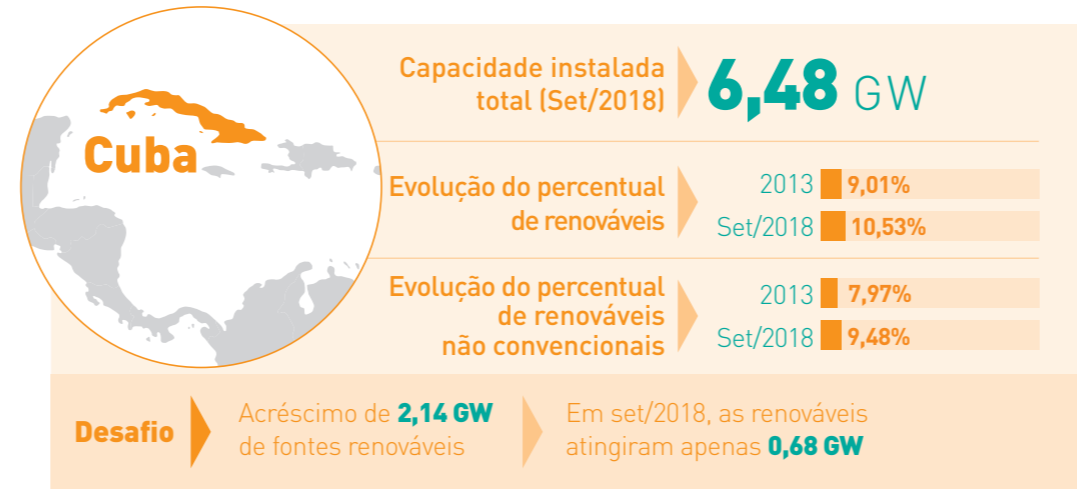 Cuba
Capacidade instalada
total (Set/2018)
6,48 GW
Evolução do percentual
de renováveis
2013 9,01%
Set/2018 10,53%
Evolução do percentual
de renováveis
não convencionais
2013 7,97%
Set/2018 9,48%
Desafio
Acréscimo de 2,14 GW
de fontes renováveis
Em set/2018, as renováveis
atingiram apenas 0,68 GW